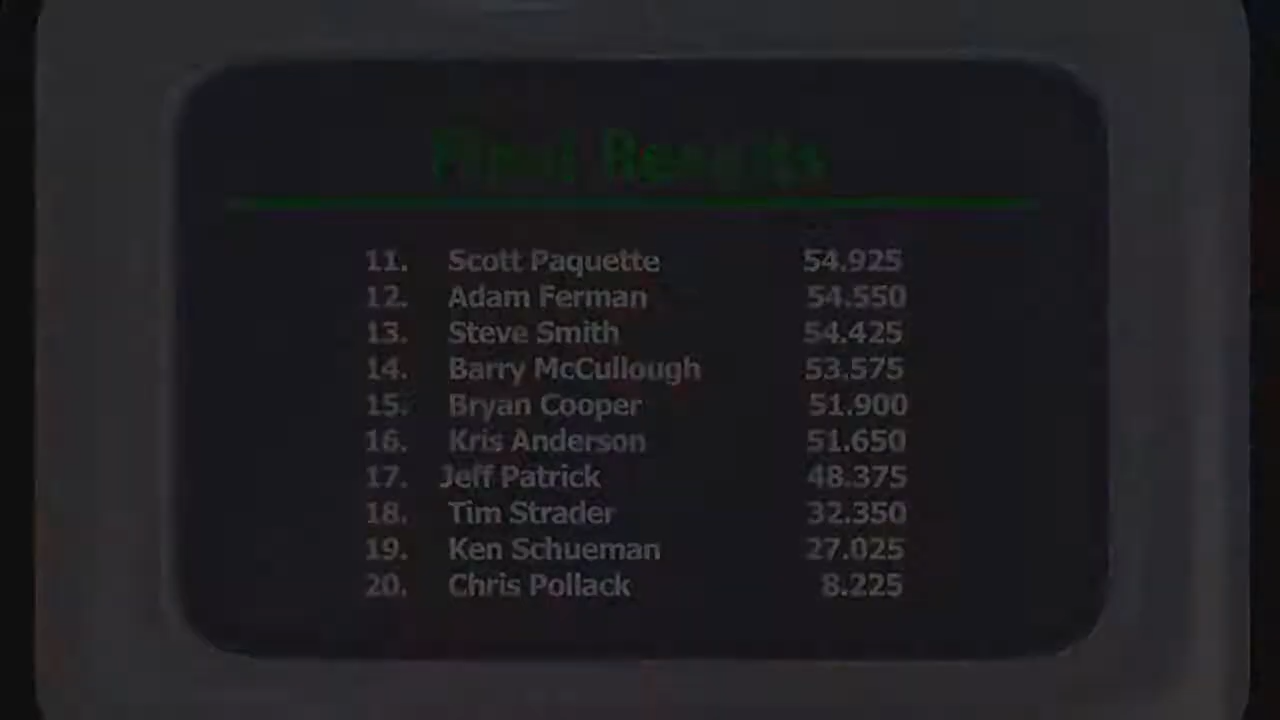 Final Results
11. Scott Paquette 54.925
12. Adam Ferman 54.550
13. Steve Smith 54.425
14. Barry McCullough 53.575
15. Bryan Cooper 51.900
16. Kris Anderson 51.650
17. Jeff Patrick 48.375
18. Tim Strader 32.350
19. Ken Schueman 27.025
20. Chris Pollack 8.225